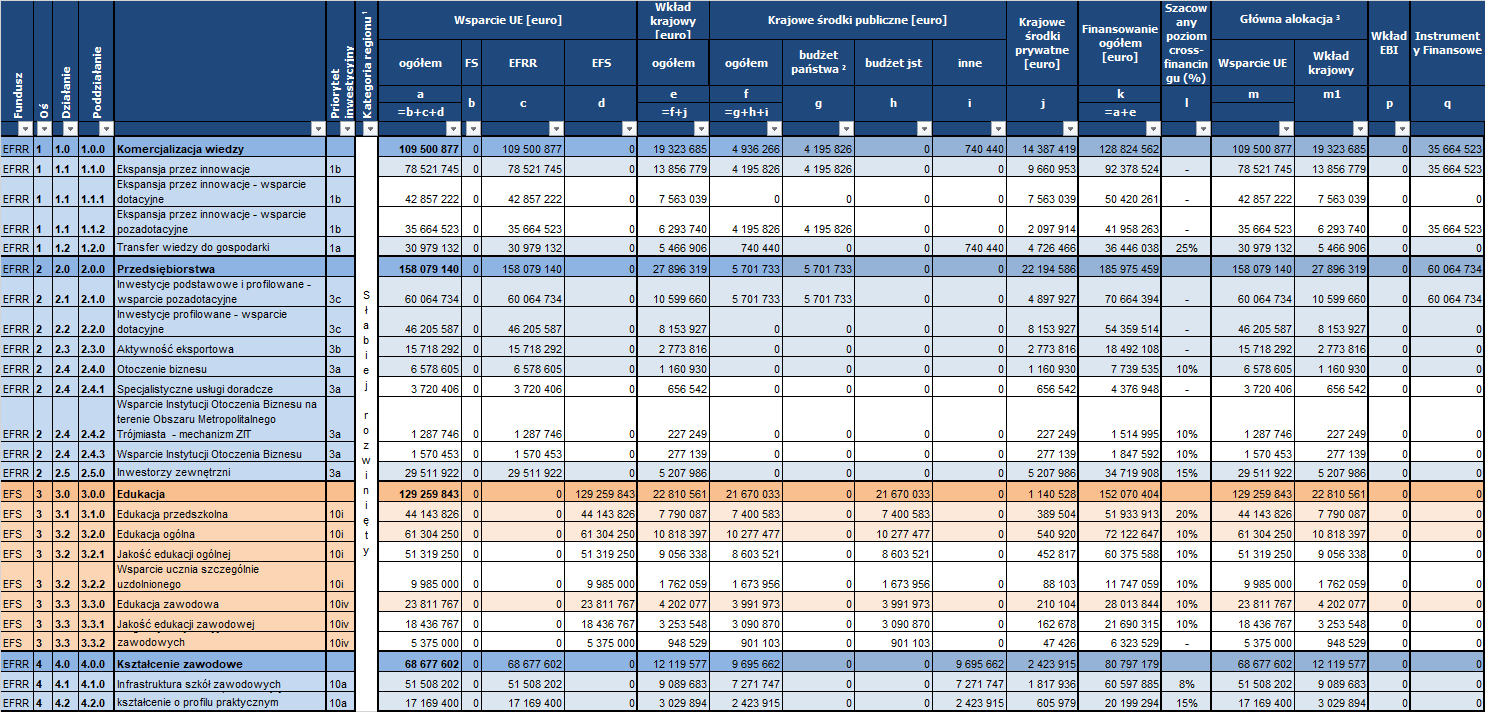 Fundusz Oś Działanie Poddziałanie Priorytet inwestycyjny Kategoria regionu ¹
Wsparcie UE [euro]
Wkład krajowy [euro]
Krajowe środki publiczne [euro]
Krajowe środki prywatne [euro]
Finansowanie ogółem [euro]
Szacow any poziom cross-financin gu (%)
Główna alokacja ³
Wkład EBI
Instrument y Finansowe
ogółem FS EFRR EFS ogółem ogółem budżet państwa ² budżet jst inne Wsparcie UE Wkład krajowy
a b c d e f g h i j k l m m1 p q
=b+c+d =f+j =g+h+i =a+e
Słabiej rozwinięty
EFRR 1 1.0 1.0.0 Komercjalizacja wiedzy 109 500 877 0 109 500 877 0 19 323 685 4 936 266 4 195 826 0 740 440 14 387 419 128 824 562 109 500 877 19 323 685 0 35 664 523
EFRR 1 1.1 1.1.0 Ekspansja przez innowacje 1b 78 521 745 0 78 521 745 0 13 856 779 4 195 826 4 195 826 0 0 9 660 953 92 378 524 - 78 521 745 13 856 779 0 35 664 523
Ekspansja przez innowacje - wsparcie
EFRR 1 1.1 1.1.1 dotacyjne 1b 42 857 222 0 42 857 222 0 7 563 039 0 0 0 0 7 563 039 50 420 261 - 42 857 222 7 563 039 0 0
Ekspansja przez innowacje - wsparcie
EFRR 1 1.1 1.1.2 pozadotacyjne 1b 35 664 523 0 35 664 523 0 6 293 740 4 195 826 4 195 826 0 0 2 097 914 41 958 263 - 35 664 523 6 293 740 0 35 664 523
EFRR 1 1.2 1.2.0 Transfer wiedzy do gospodarki 1a 30 979 132 0 30 979 132 0 5 466 906 740 440 0 0 740 440 4 726 466 36 446 038 25% 30 979 132 5 466 906 0 0
EFRR 2 2.0 2.0.0 Przedsiębiorstwa 158 079 140 0 158 079 140 0 27 896 319 5 701 733 5 701 733 0 0 22 194 586 185 975 459 158 079 140 27 896 319 0 60 064 734
Inwestycje podstawowe i profilowane -
EFRR 2 2.1 2.1.0 wsparcie pozadotacyjne 3c 60 064 734 0 60 064 734 0 10 599 660 5 701 733 5 701 733 0 0 4 897 927 70 664 394 - 60 064 734 10 599 660 0 60 064 734
Inwestycje profilowane - wsparcie
EFRR 2 2.2 2.2.0 dotacyjne 3c 46 205 587 0 46 205 587 0 8 153 927 0 0 0 0 8 153 927 54 359 514 - 46 205 587 8 153 927 0 0
EFRR 2 2.3 2.3.0 Aktywność eksportowa 3b 15 718 292 0 15 718 292 0 2 773 816 0 0 0 0 2 773 816 18 492 108 - 15 718 292 2 773 816 0 0
EFRR 2 2.4 2.4.0 Otoczenie biznesu 3a 6 578 605 0 6 578 605 0 1 160 930 0 0 0 0 1 160 930 7 739 535 10% 6 578 605 1 160 930 0 0
EFRR 2 2.4 2.4.1 Specjalistyczne usługi doradcze 3a 3 720 406 0 3 720 406 0 656 542 0 0 0 0 656 542 4 376 948 - 3 720 406 656 542 0 0
Wsparcie Instytucji Otoczenia Biznesu na
terenie Obszaru Metropolitalnego
EFRR 2 2.4 2.4.2 Trójmiasta - mechanizm ZIT 3a 1 287 746 0 1 287 746 0 227 249 0 0 0 0 227 249 1 514 995 10% 1 287 746 227 249 0 0
EFRR 2 2.4 2.4.3 Wsparcie Instytucji Otoczenia Biznesu 3a 1 570 453 0 1 570 453 0 277 139 0 0 0 0 277 139 1 847 592 10% 1 570 453 277 139 0 0
EFRR 2 2.5 2.5.0 Inwestorzy zewnętrzni 3a 29 511 922 0 29 511 922 0 5 207 986 0 0 0 0 5 207 986 34 719 908 15% 29 511 922 5 207 986 0 0
EFS 3 3.0 3.0.0 Edukacja 129 259 843 0 0 129 259 843 22 810 561 21 670 033 0 21 670 033 0 1 140 528 152 070 404 129 259 843 22 810 561 0 0
EFS 3 3.1 3.1.0 Edukacja przedszkolna 10i 44 143 826 0 0 44 143 826 7 790 087 7 400 583 0 7 400 583 0 389 504 51 933 913 20% 44 143 826 7 790 087 0 0
EFS 3 3.2 3.2.0 Edukacja ogólna 10i 61 304 250 0 0 61 304 250 10 818 397 10 277 477 0 10 277 477 0 540 920 72 122 647 10% 61 304 250 10 818 397 0 0
EFS 3 3.2 3.2.1 Jakość edukacji ogólnej 10i 51 319 250 0 0 51 319 250 9 056 338 8 603 521 0 8 603 521 0 452 817 60 375 588 10% 51 319 250 9 056 338 0 0
Wsparcie ucznia szczególnie
EFS 3 3.2 3.2.2 uzdolnionego 10i 9 985 000 0 0 9 985 000 1 762 059 1 673 956 0 1 673 956 0 88 103 11 747 059 10% 9 985 000 1 762 059 0 0
EFS 3 3.3 3.3.0 Edukacja zawodowa 10iv 23 811 767 0 0 23 811 767 4 202 077 3 991 973 0 3 991 973 0 210 104 28 013 844 10% 23 811 767 4 202 077 0 0
EFS 3 3.3 3.3.1 Jakość edukacji zawodowej 10iv 18 436 767 0 0 18 436 767 3 253 548 3 090 870 0 3 090 870 0 162 678 21 690 315 10% 18 436 767 3 253 548 0 0
EFS 3 3.3 3.3.2 zawodowych 10iv 5 375 000 0 0 5 375 000 948 529 901 103 0 901 103 0 47 426 6 323 529 - 5 375 000 948 529 0 0
EFRR 4 4.0 4.0.0 Kształcenie zawodowe 68 677 602 0 68 677 602 0 12 119 577 9 695 662 0 0 9 695 662 2 423 915 80 797 179 68 677 602 12 119 577 0 0
EFRR 4 4.1 4.1.0 Infrastruktura szkół zawodowych 10a 51 508 202 0 51 508 202 0 9 089 683 7 271 747 0 0 7 271 747 1 817 936 60 597 885 8% 51 508 202 9 089 683 0 0
EFRR 4 4.2 4.2.0 kształcenie o profilu praktycznym 10a 17 169 400 0 17 169 400 0 3 029 894 2 423 915 0 0 2 423 915 605 979 20 199 294 15% 17 169 400 3 029 894 0 0